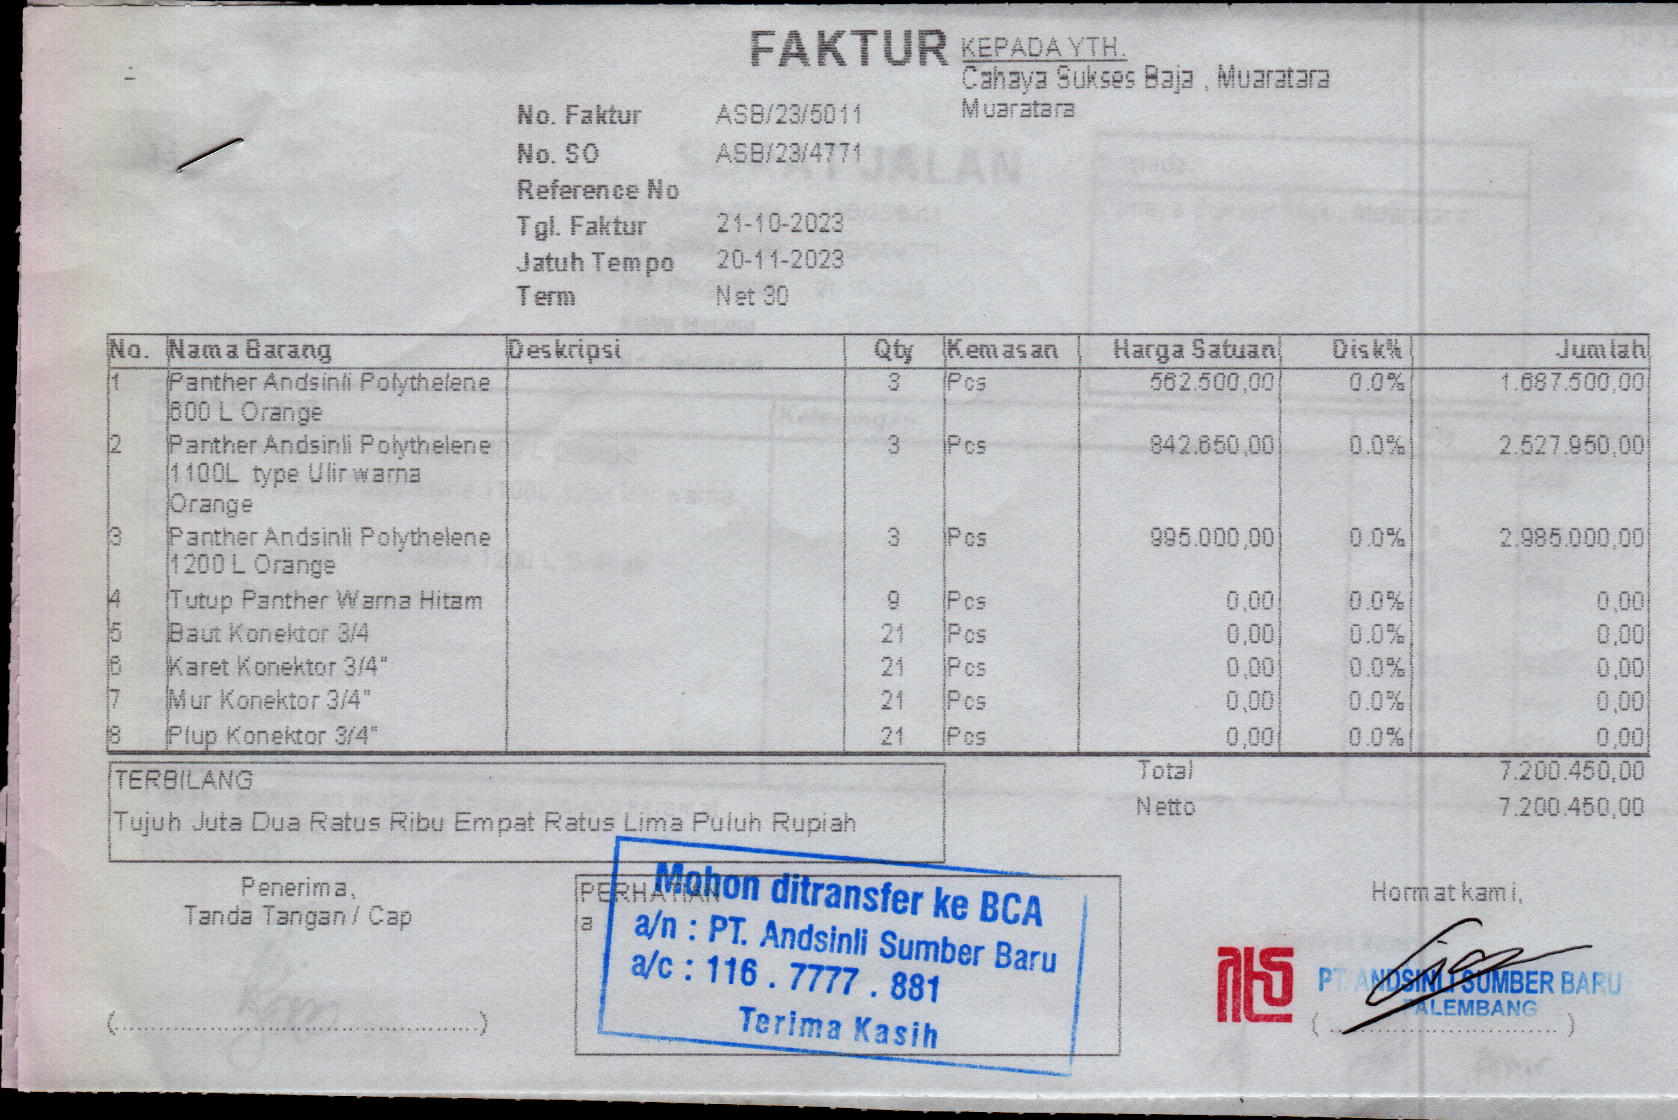 FAKTUR
KEPADA YTH.
Cahaya Sukses Baja , Muaratara
Muaratara
No. Faktur ASB/23/5011
No. SO ASB/23/4771
Reference No
Tgl. Faktur 21-10-2023
Jatuh Tempo 20-11-2023
Term Net 30
No. Nama Barang Deskripsi Qty Kemasan Harga Satuan Disk% Jumlah
1 Panther Andsinli Polythelene 3 Pcs 562.500,00 0.0% 1.687.500,00
600 L Orange
2 Panther Andsinli Polythelene 3 Pcs 842.650,00 0.0% 2.527.950,00
1100L type Ulir warna
Orange
3 Panther Andsinli Polythelene 3 Pcs 995.000,00 0.0% 2.985.000,00
1200 L Orange
4 Tutup Panther Warna Hitam 9 Pcs 0,00 0.0% 0,00
5 Baut Konektor 3/4 21 Pcs 0,00 0.0% 0,00
6 Karet Konektor 3/4" 21 Pcs 0,00 0.0% 0,00
7 Mur Konektor 3/4" 21 Pcs 0,00 0.0% 0,00
8 Plup Konektor 3/4" 21 Pcs 0,00 0.0% 0,00
Total 7.200.450,00
Netto 7.200.450,00
TERBILANG
Tujuh Juta Dua Ratus Ribu Empat Ratus Lima Puluh Rupiah
Penerima,
Tanda Tangan / Cap
(........................................)
PERHATIAN
a
Mohon ditransfer ke BCA
a/n : PT. Andsinli Sumber Baru
a/c : 116 . 7777 . 881
Terima Kasih
Hormat kami,
PT. ANDSINLI SUMBER BARU
PALEMBANG
(..........................)